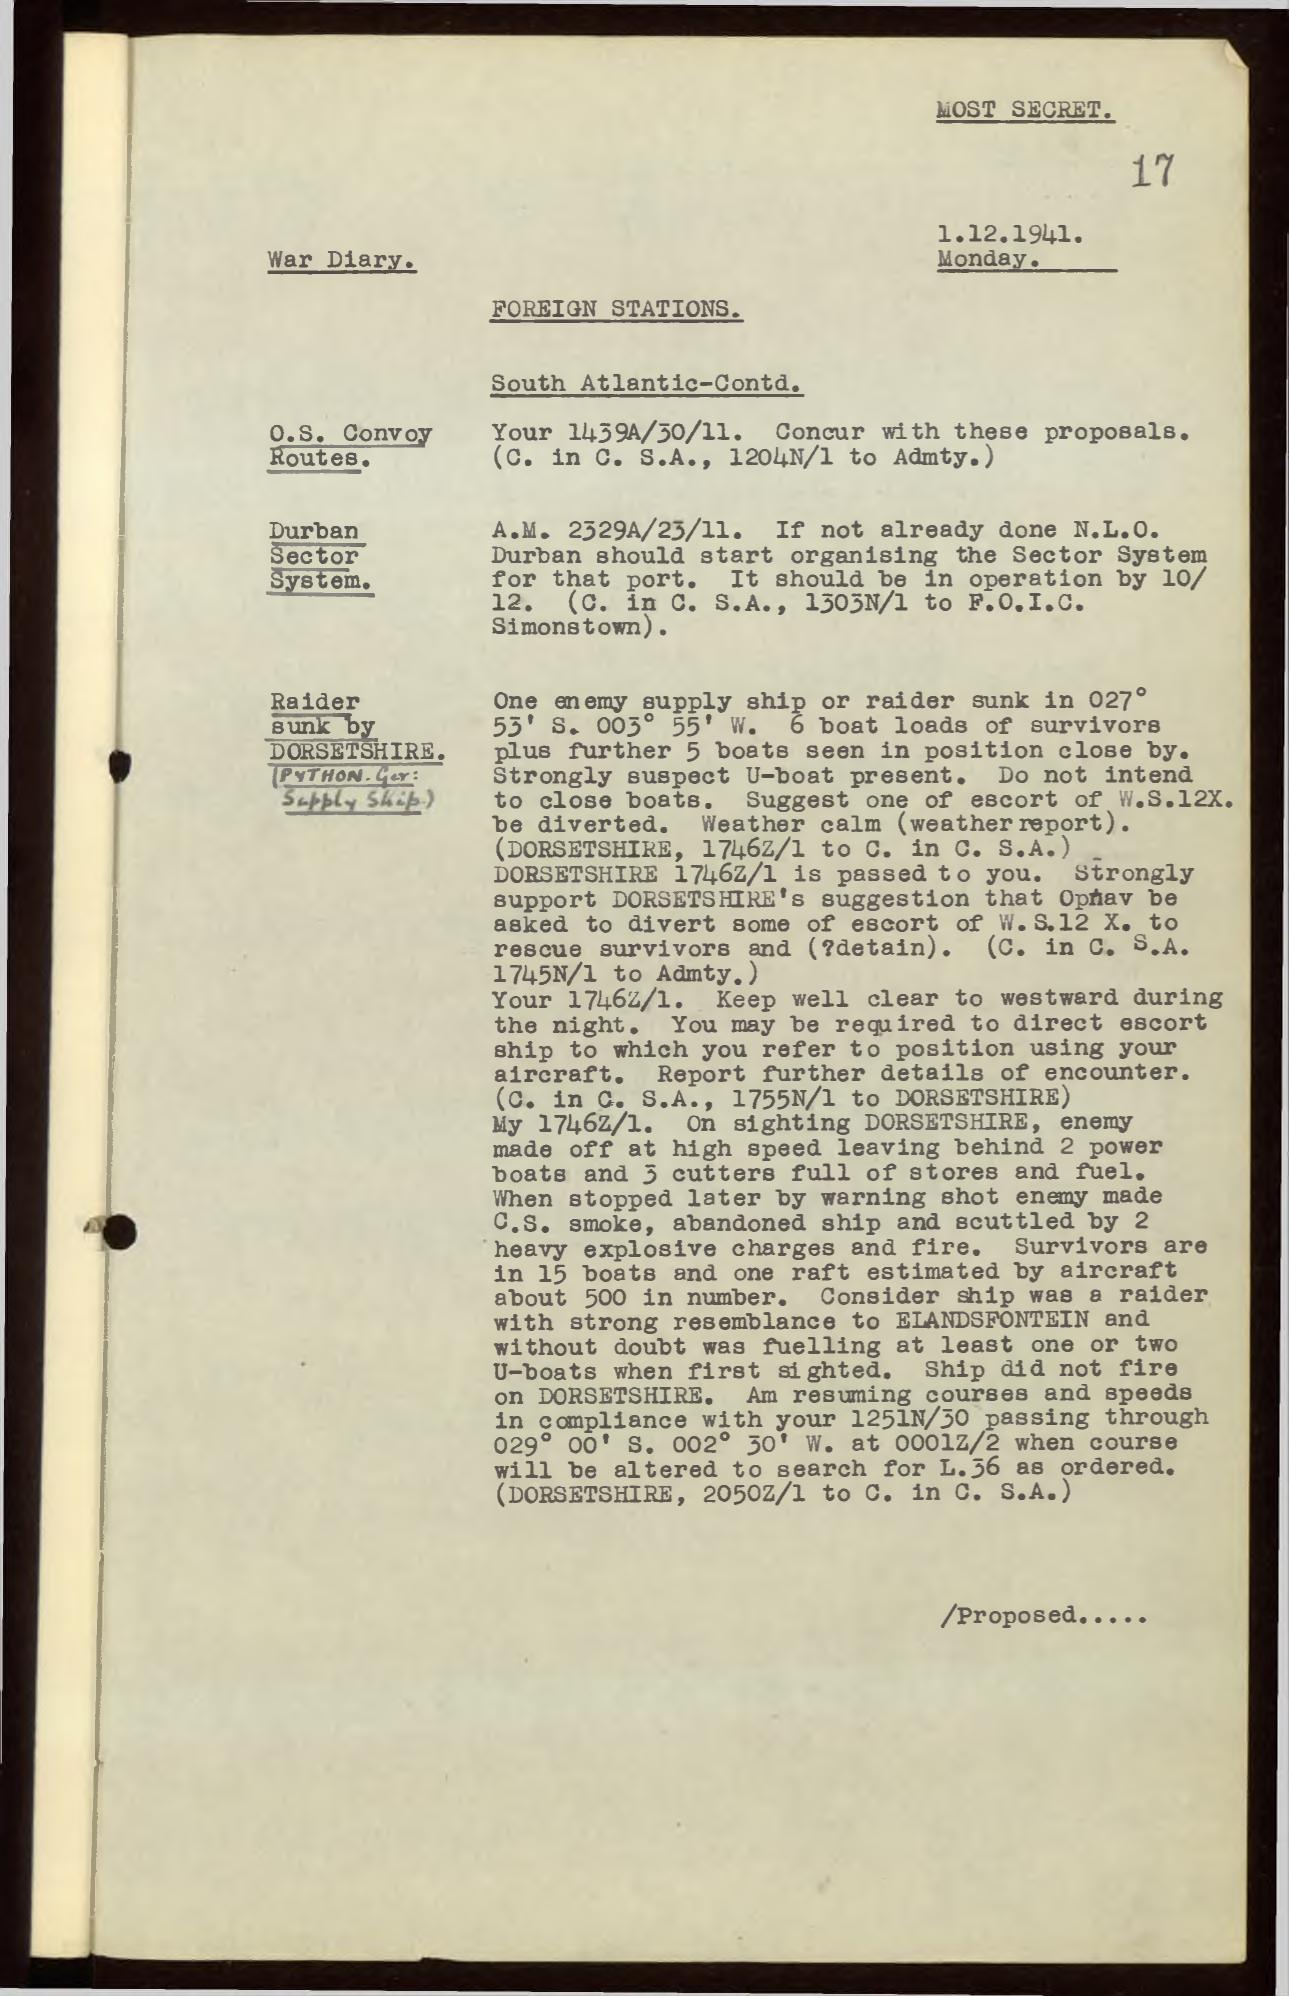 MOST SECRET.
17
1.12.1941.
War Diary.
Monday.
FOREIGN STATIONS.
South Atlantic-Contd.
O.S. Convoy
Routes.
Your 1439A/30/11. Concur with these proposals.
(C. in C. S.A., 1204N/1 to Admty.)
Durban
Sector
System.
A.M. 2329A/23/11. If not already done N.L.O.
Durban should start organising the Sector System
for that port. It should be in operation by 10/
12. (C. in C. S.A., 1303N/1 to F.O.I.C.
Simonstown).
Raider
sunk by
DORSETSHIRE.
(PYTHON. Ger:
Supply Ship)
One enemy supply ship or raider sunk in 027°
53' S. 003° 55' W. 6 boat loads of survivors
plus further 5 boats seen in position close by.
Strongly suspect U-boat present. Do not intend
to close boats. Suggest one of escort of W.S.12X.
be diverted. Weather calm (weather report).
(DORSETSHIRE, 1746Z/1 to C. in C. S.A.)
DORSETSHIRE 1746Z/1 is passed to you. Strongly
support DORSETSHIRE's suggestion that Opnav be
asked to divert some of escort of W.S.12 X. to
rescue survivors and (?detain). (C. in C. S.A.
1745N/1 to Admty.)
Your 1746Z/1. Keep well clear to westward during
the night. You may be required to direct escort
ship to which you refer to position using your
aircraft. Report further details of encounter.
(C. in C. S.A., 1755N/1 to DORSETSHIRE)
My 1746Z/1. On sighting DORSETSHIRE, enemy
made off at high speed leaving behind 2 power
boats and 3 cutters full of stores and fuel.
When stopped later by warning shot enemy made
C.S. smoke, abandoned ship and scuttled by 2
heavy explosive charges and fire. Survivors are
in 15 boats and one raft estimated by aircraft
about 500 in number. Consider ship was a raider
with strong resemblance to ELANDSFONTEIN and
without doubt was fuelling at least one or two
U-boats when first sighted. Ship did not fire
on DORSETSHIRE. Am resuming courses and speeds
in compliance with your 1251N/30 passing through
029° 00' S. 002° 30' W. at 0001Z/2 when course
will be altered to search for L.36 as ordered.
(DORSETSHIRE, 2050Z/1 to C. in C. S.A.)
/Proposed.....